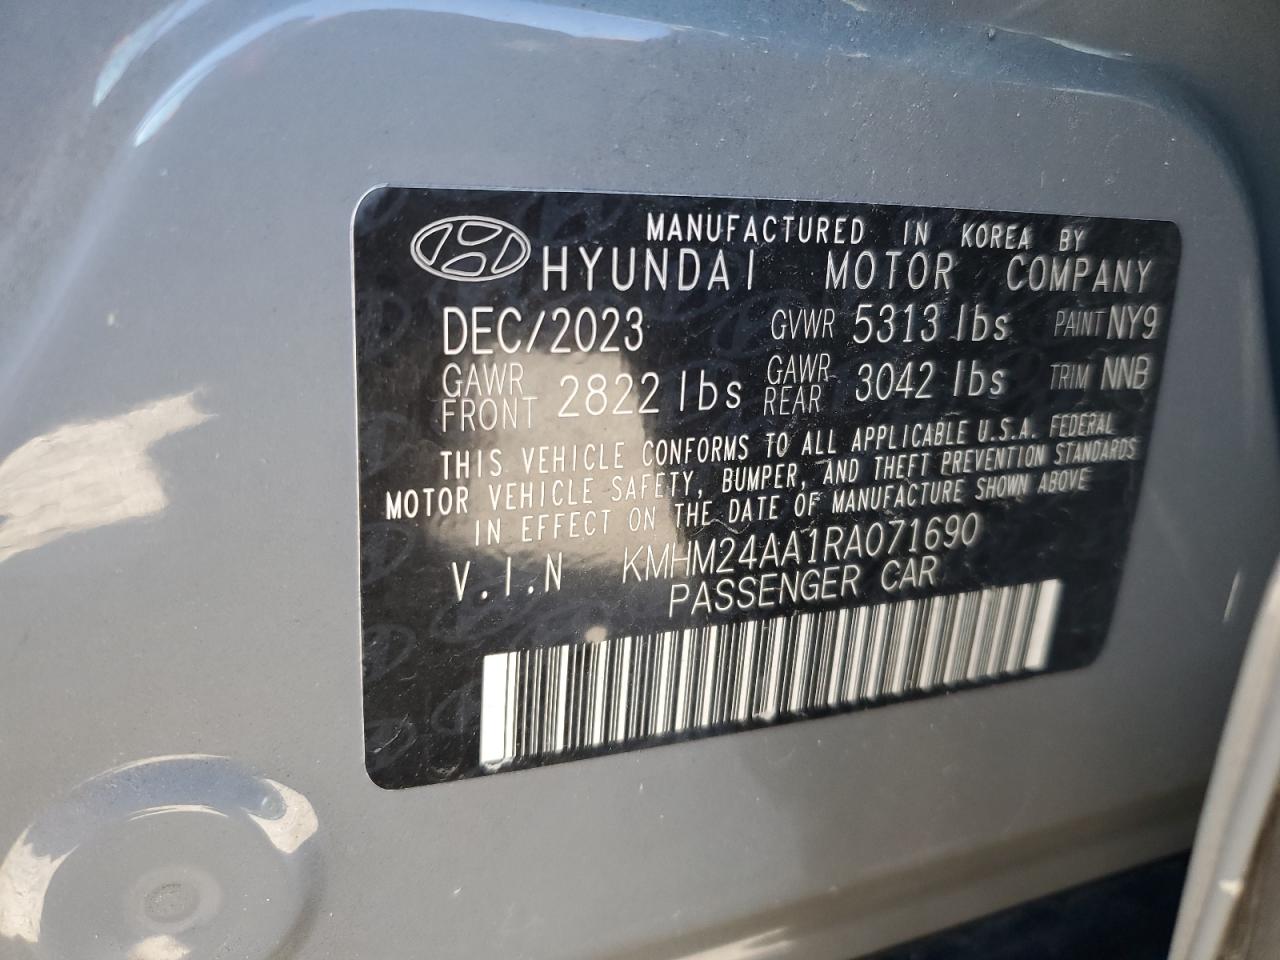 MANUFACTURED IN KOREA BY
HYUNDAI MOTOR COMPANY
DEC/2023 GVWR 5313 lbs PAINT NY9
GAWR FRONT 2822 lbs GAWR REAR 3042 lbs TRIM NNB
THIS VEHICLE CONFORMS TO ALL APPLICABLE U.S.A. FEDERAL
MOTOR VEHICLE SAFETY, BUMPER, AND THEFT PREVENTION STANDARDS
IN EFFECT ON THE DATE OF MANUFACTURE SHOWN ABOVE
V.I.N KMHM24AA1RA071690
PASSENGER CAR